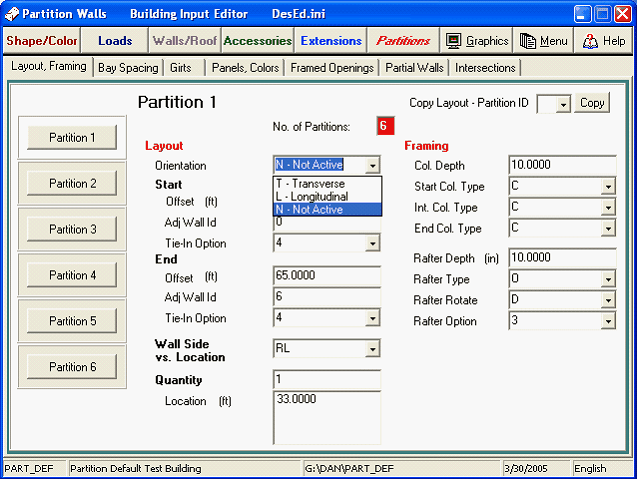 Partition Walls Building Input Editor DesEd.ini
Shape/Color Loads Walls/Roof Accessories Extensions Partitions Graphics Menu Help
Layout, Framing Bay Spacing Girts Panels, Colors Framed Openings Partial Walls Intersections
Partition 1
Copy Layout - Partition ID Copy
No. of Partitions: 6
Partition 1
Partition 2
Partition 3
Partition 4
Partition 5
Partition 6
Layout
Orientation N - Not Active
T - Transverse
L - Longitudinal
N - Not Active
Start
Offset (ft)
Adj Wall Id 0
Tie-In Option 4
End
Offset (ft) 65.0000
Adj Wall Id 6
Tie-In Option 4
Wall Side
vs. Location RL
Quantity 1
Location (ft) 33.0000
Framing
Col. Depth 10.0000
Start Col. Type C
Int. Col. Type C
End Col. Type C
Rafter Depth (in) 10.0000
Rafter Type O
Rafter Rotate D
Rafter Option 3
PART_DEF Partition Default Test Building G:\DAN\PART_DEF 3/30/2005 English